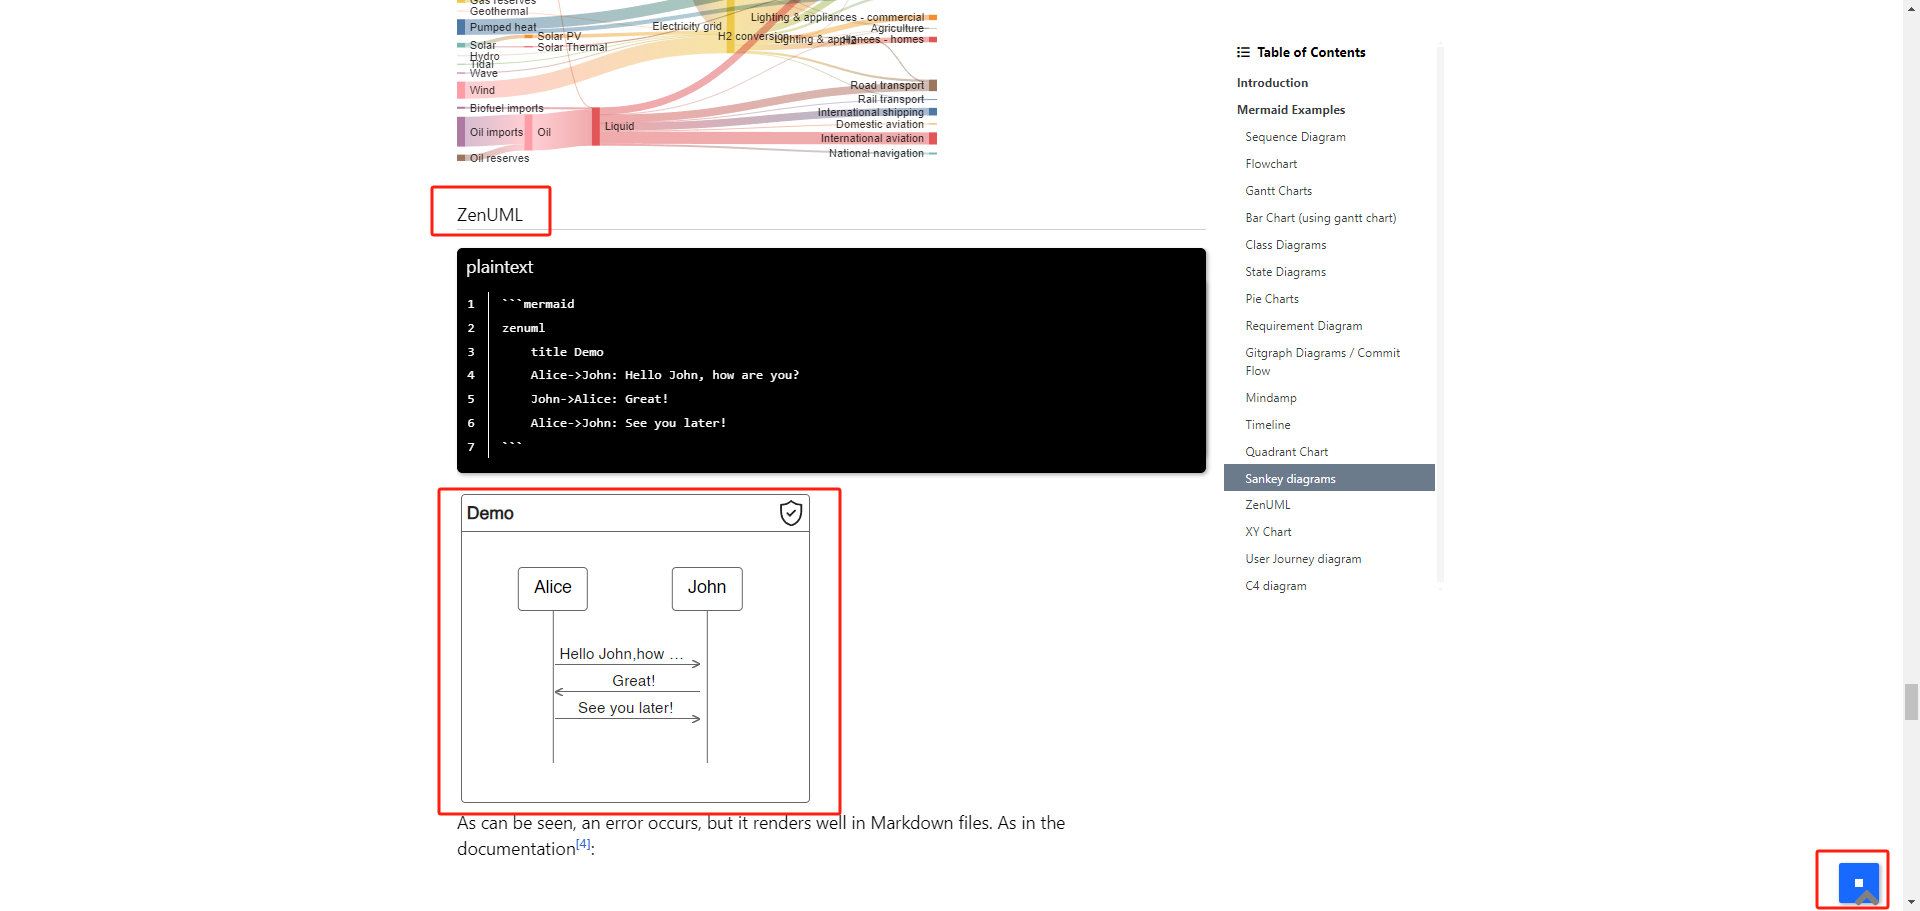 Gas reserves
Geothermal
Lighting & appliances - commercial
Pumped heat
Electricity grid
Agriculture
Solar PV
H2 conversion
Lighting & appliances - homes
H2
Solar
Solar Thermal
Hydro
Tidal
Wave
Wind
Road transport
Rail transport
Biofuel imports
International shipping
Liquid
Domestic aviation
Oil imports
Oil
International aviation
National navigation
Oil reserves
ZenUML
plaintext
1 ```mermaid
2 zenuml
3 title Demo
4 Alice->John: Hello John, how are you?
5 John->Alice: Great!
6 Alice->John: See you later!
7 ```
Demo
Alice
John
Hello John,how ...
Great!
See you later!
As can be seen, an error occurs, but it renders well in Markdown files. As in the
documentation[4]:
Table of Contents
Introduction
Mermaid Examples
Sequence Diagram
Flowchart
Gantt Charts
Bar Chart (using gantt chart)
Class Diagrams
State Diagrams
Pie Charts
Requirement Diagram
Gitgraph Diagrams / Commit
Flow
Mindamp
Timeline
Quadrant Chart
Sankey diagrams
ZenUML
XY Chart
User Journey diagram
C4 diagram